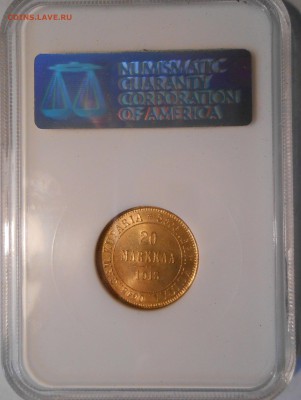 COINS.LAVE.RU
NUMISMATIC
GUARANTY
CORPORATION
OF AMERICA
20
MARKKAA